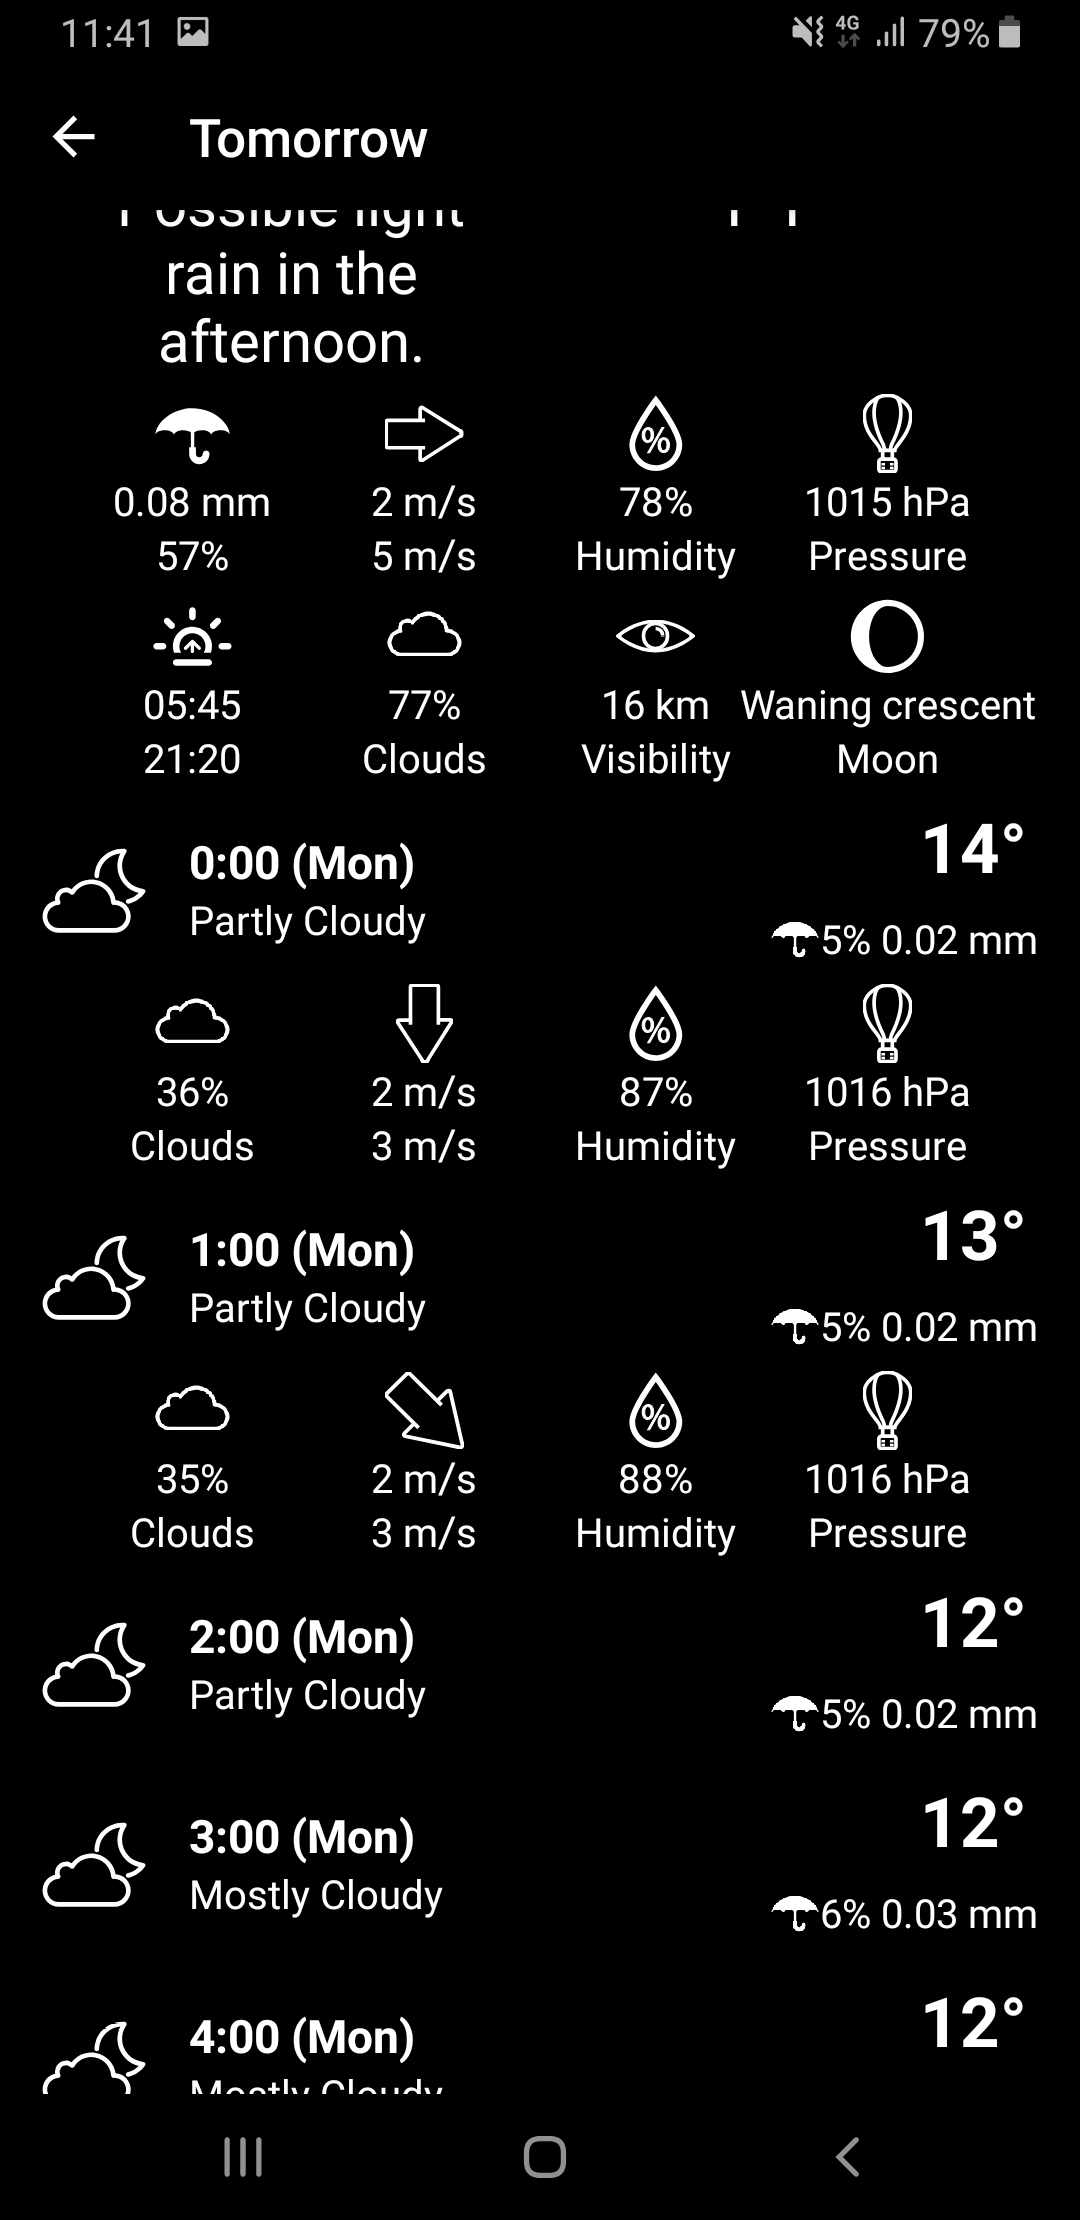 11:41 4G 79%
Tomorrow
Possible light
rain in the
afternoon.
0.08 mm 2 m/s 78% 1015 hPa
57% 5 m/s Humidity Pressure
05:45 77% 16 km Waning crescent
21:20 Clouds Visibility Moon
0:00 (Mon) 14°
Partly Cloudy 5% 0.02 mm
%
36% 2 m/s 87% 1016 hPa
Clouds 3 m/s Humidity Pressure
1:00 (Mon) 13°
Partly Cloudy 5% 0.02 mm
%
35% 2 m/s 88% 1016 hPa
Clouds 3 m/s Humidity Pressure
2:00 (Mon) 12°
Partly Cloudy 5% 0.02 mm
3:00 (Mon) 12°
Mostly Cloudy 6% 0.03 mm
4:00 (Mon) 12°
Mostly Cloudy